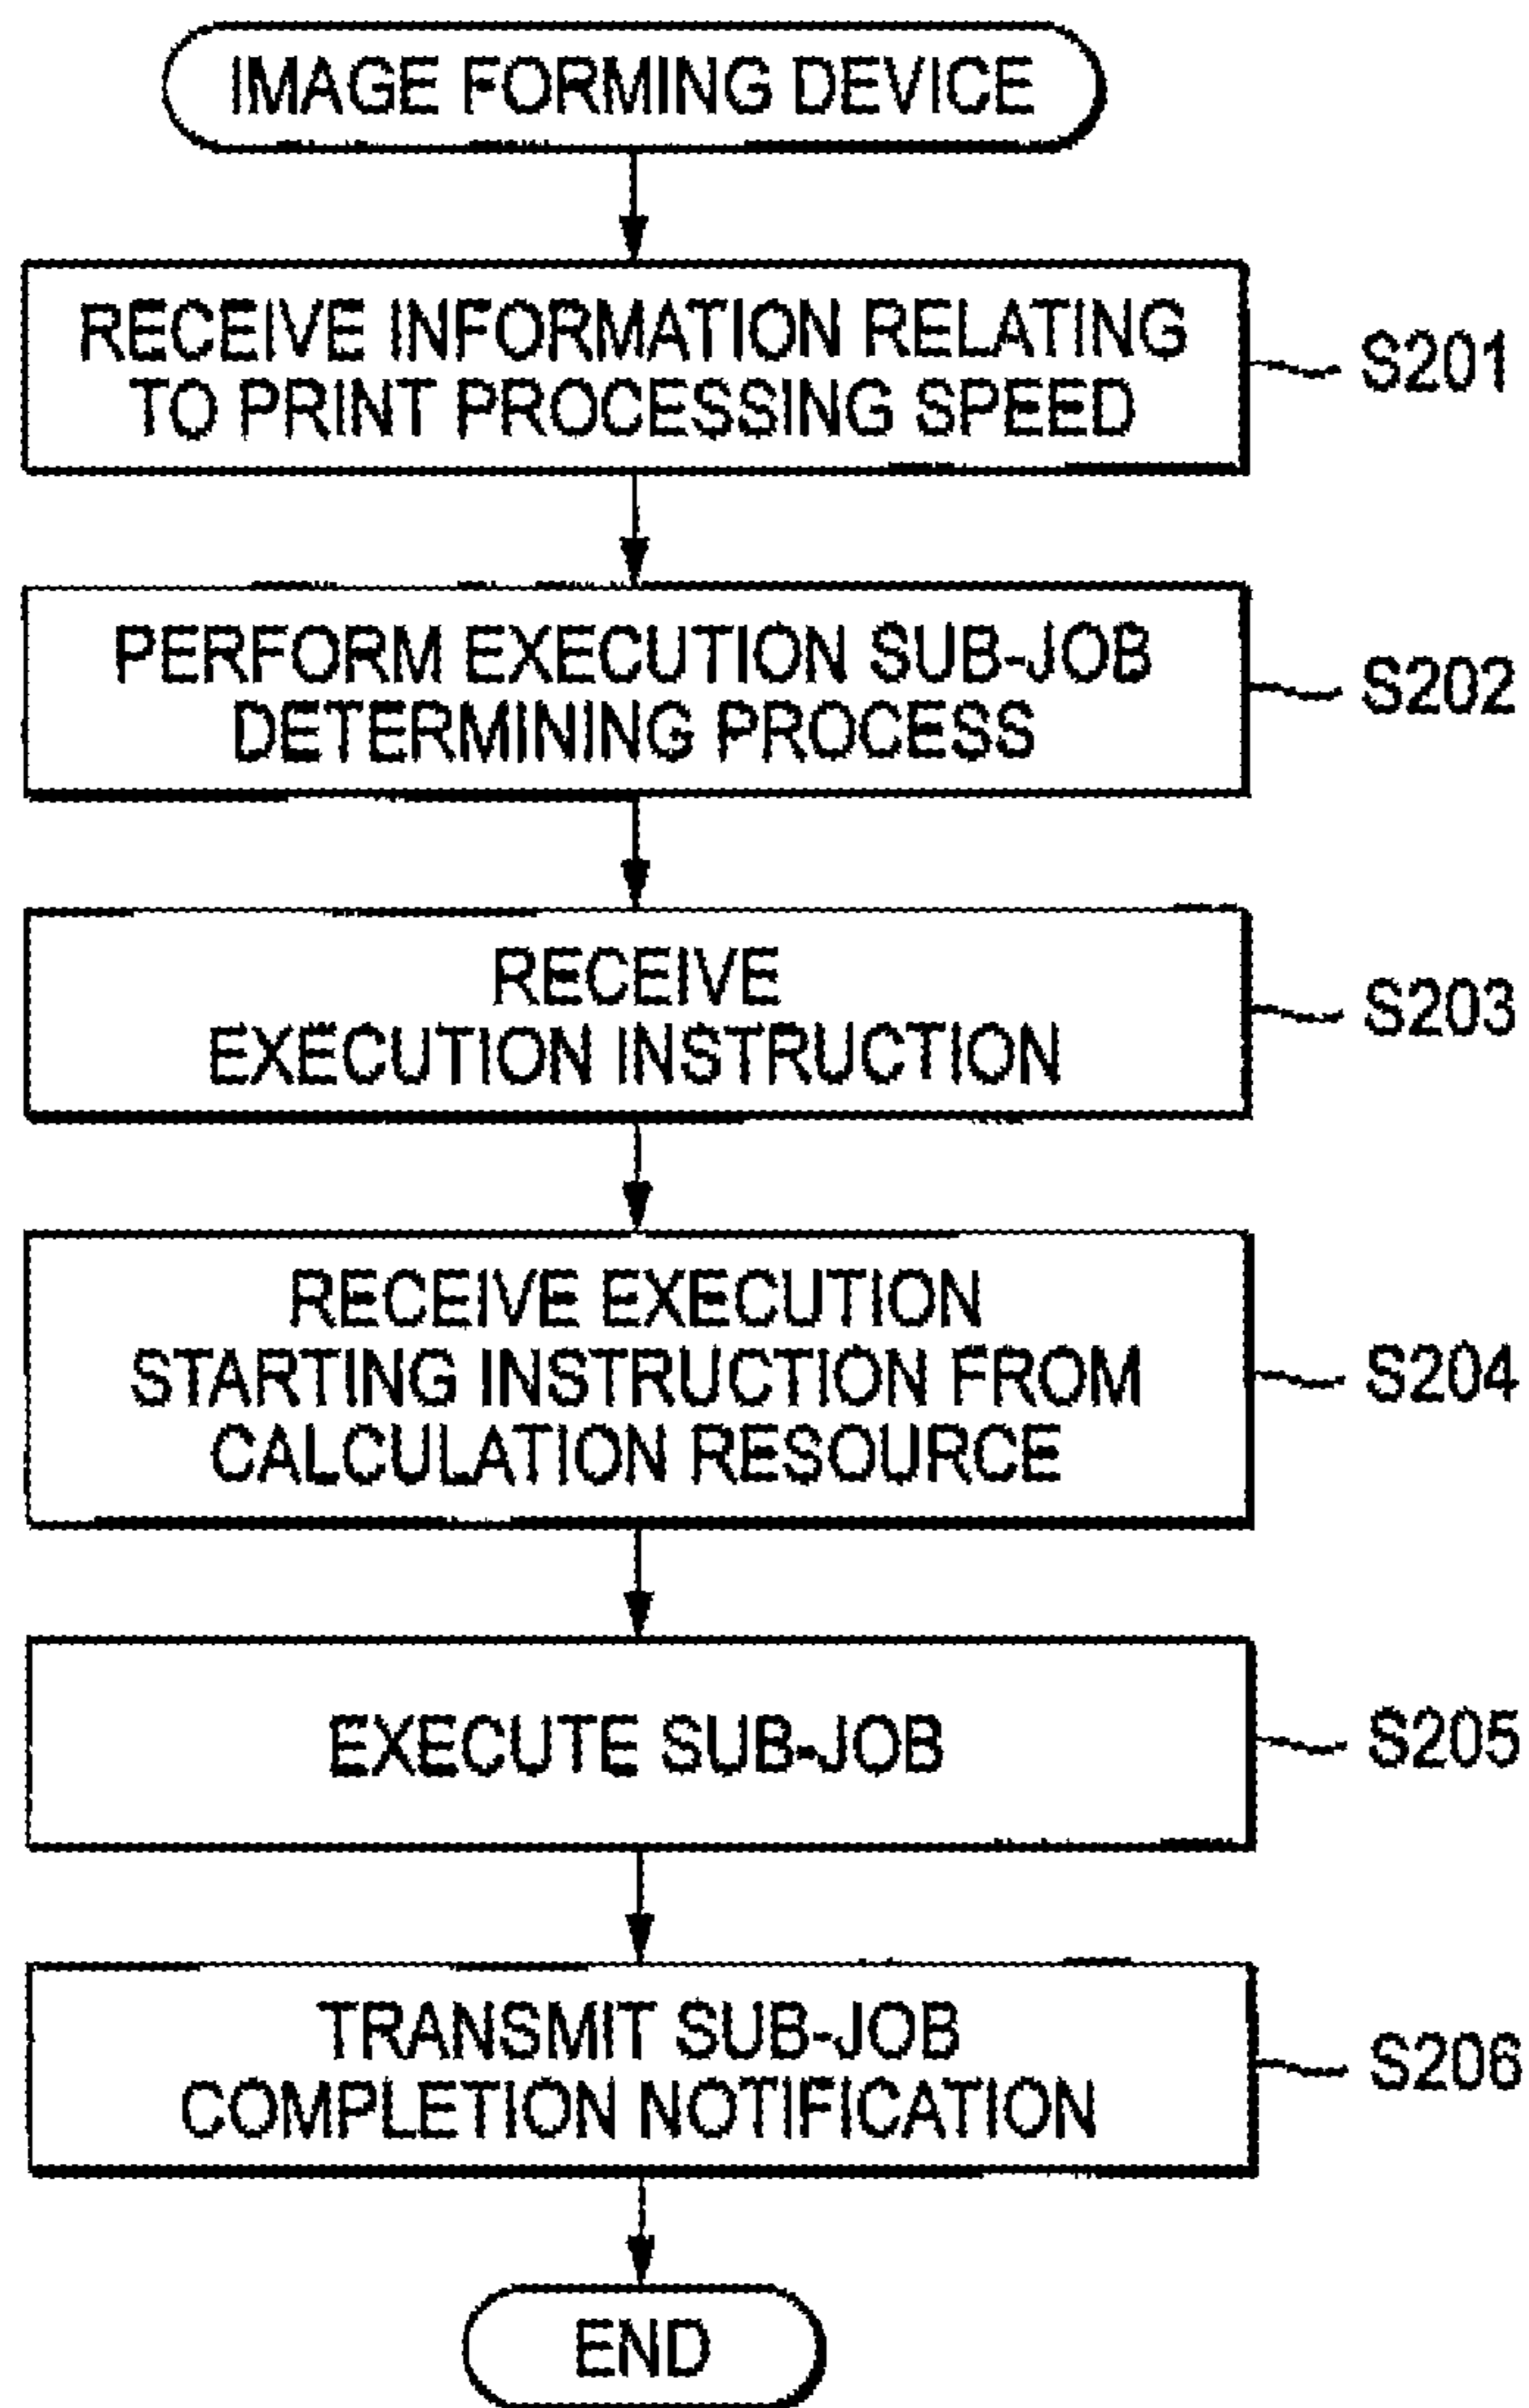 IMAGE FORMING DEVICE
RECEIVE INFORMATION RELATING
TO PRINT PROCESSING SPEED
S201
PERFORM EXECUTION SUB-JOB
DETERMINING PROCESS
S202
RECEIVE
EXECUTION INSTRUCTION
S203
RECEIVE EXECUTION
STARTING INSTRUCTION FROM
CALCULATION RESOURCE
S204
EXECUTE SUB-JOB
S205
TRANSMIT SUB-JOB
COMPLETION NOTIFICATION
S206
END